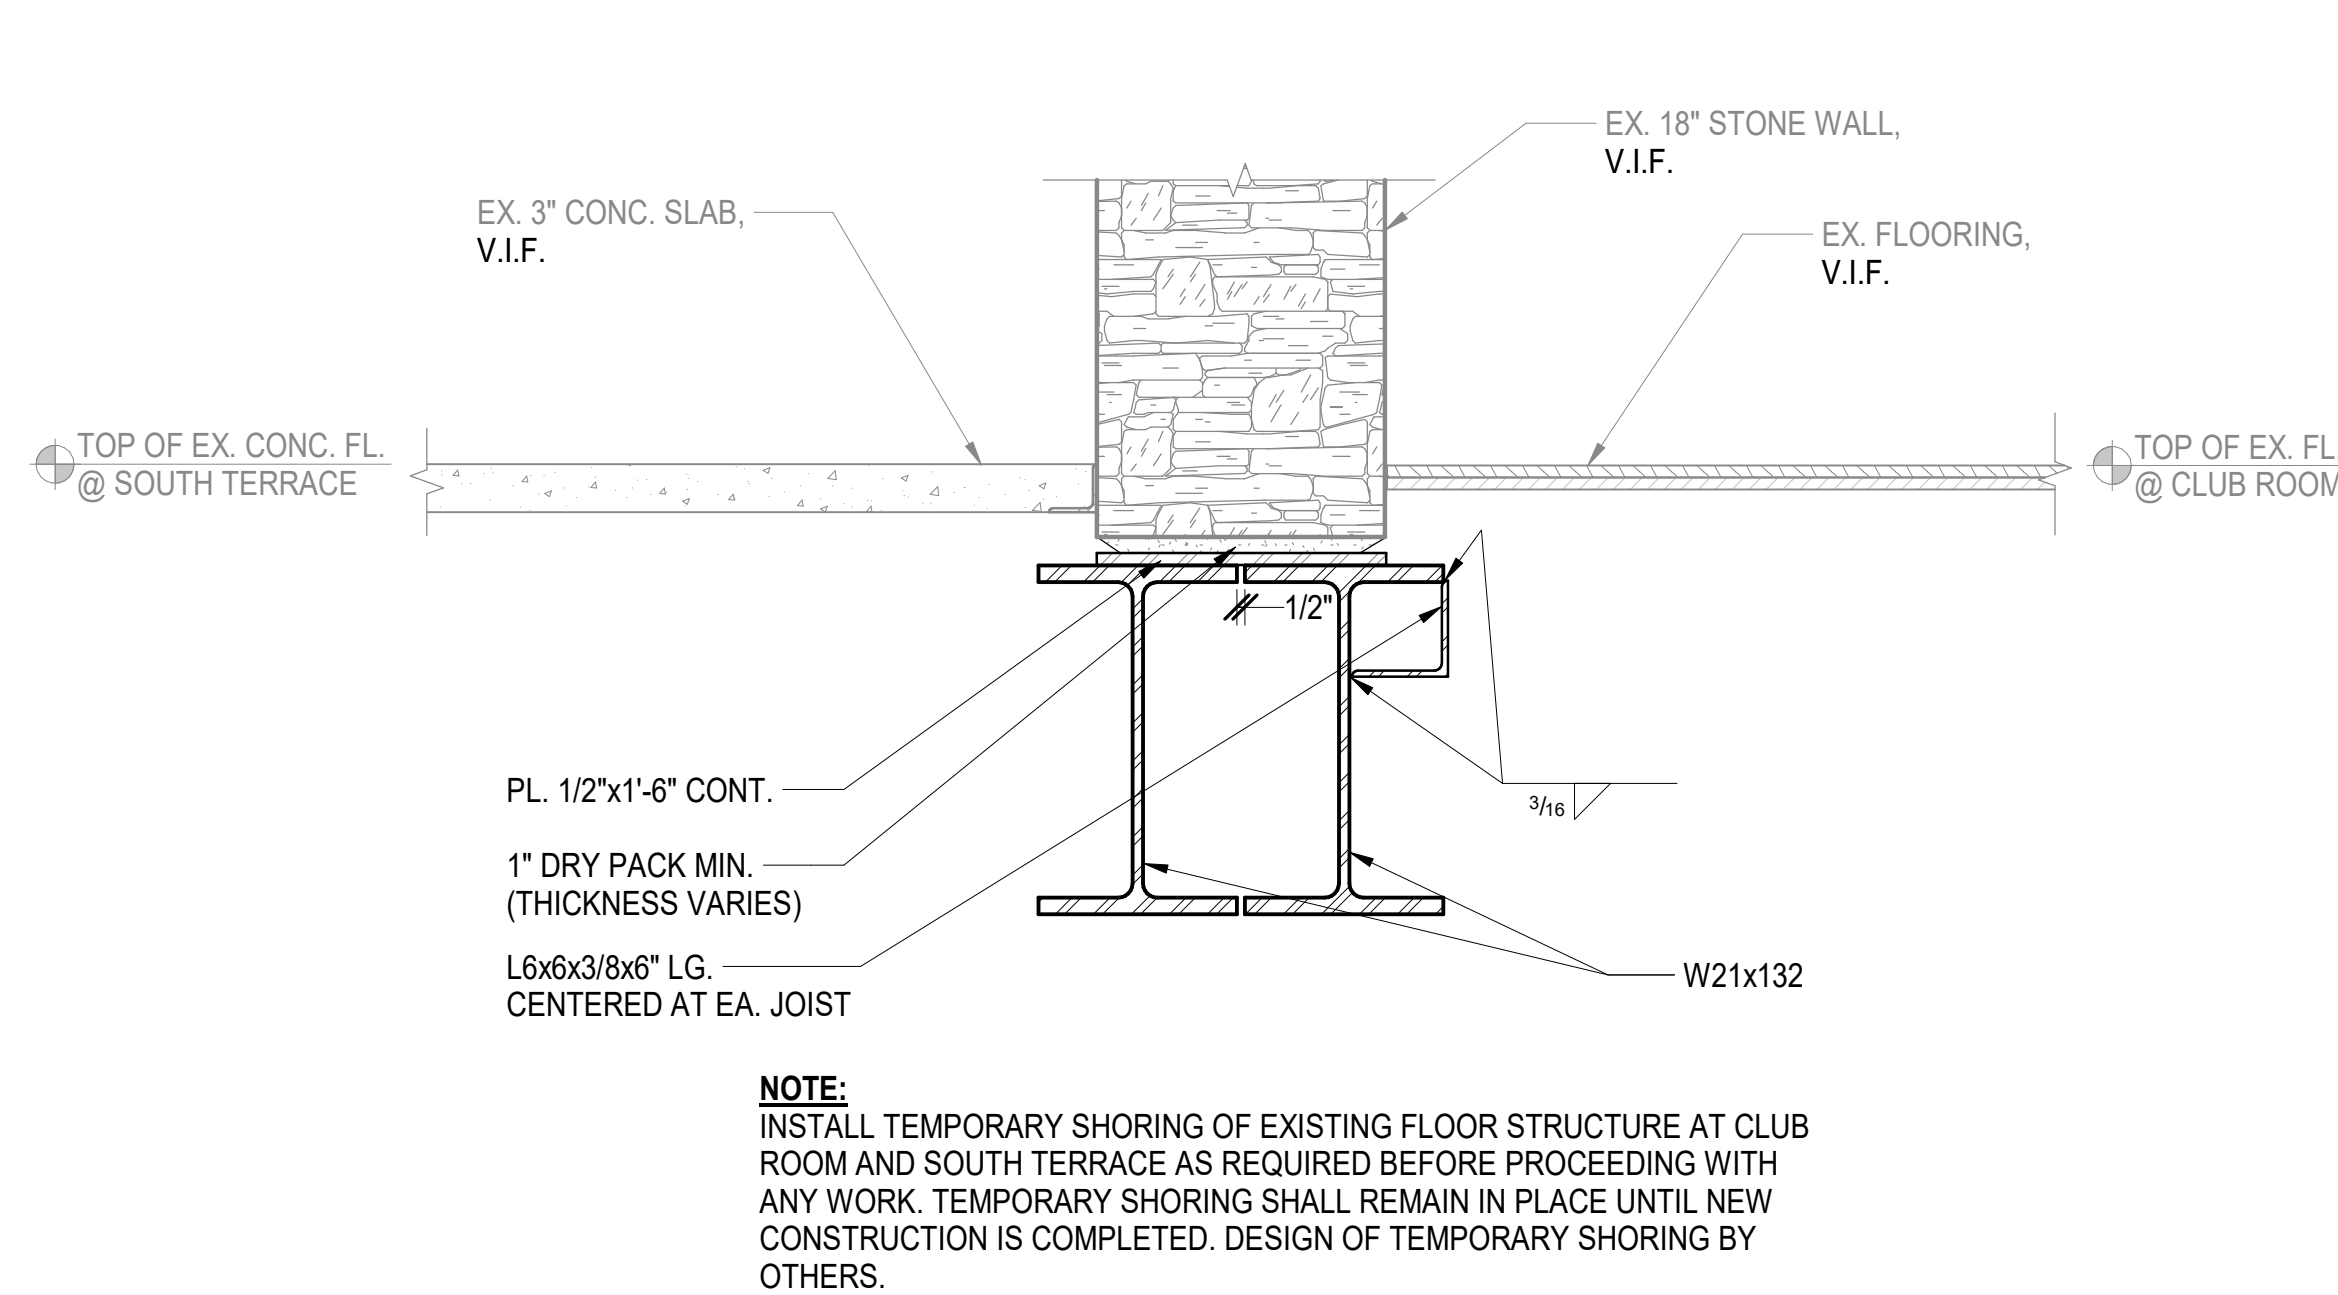 EX. 18" STONE WALL,
V.I.F.
EX. 3" CONC. SLAB,
V.I.F.
EX. FLOORING,
V.I.F.
TOP OF EX. CONC. FL.
@ SOUTH TERRACE
TOP OF EX. FL.
@ CLUB ROOM
1/2"
PL. 1/2"x1'-6" CONT.
3/16
1" DRY PACK MIN.
(THICKNESS VARIES)
L6x6x3/8x6" LG.
CENTERED AT EA. JOIST
W21x132
NOTE:
INSTALL TEMPORARY SHORING OF EXISTING FLOOR STRUCTURE AT CLUB
ROOM AND SOUTH TERRACE AS REQUIRED BEFORE PROCEEDING WITH
ANY WORK. TEMPORARY SHORING SHALL REMAIN IN PLACE UNTIL NEW
CONSTRUCTION IS COMPLETED. DESIGN OF TEMPORARY SHORING BY
OTHERS.